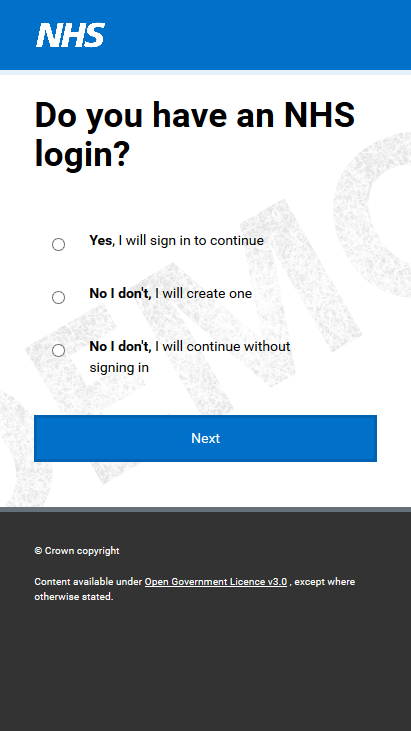 NHS
Do you have an NHS
login?
Yes, I will sign in to continue
No I don't, I will create one
No I don't, I will continue without
signing in
DEMO
Next
© Crown copyright
Content available under Open Government Licence v3.0 , except where
otherwise stated.